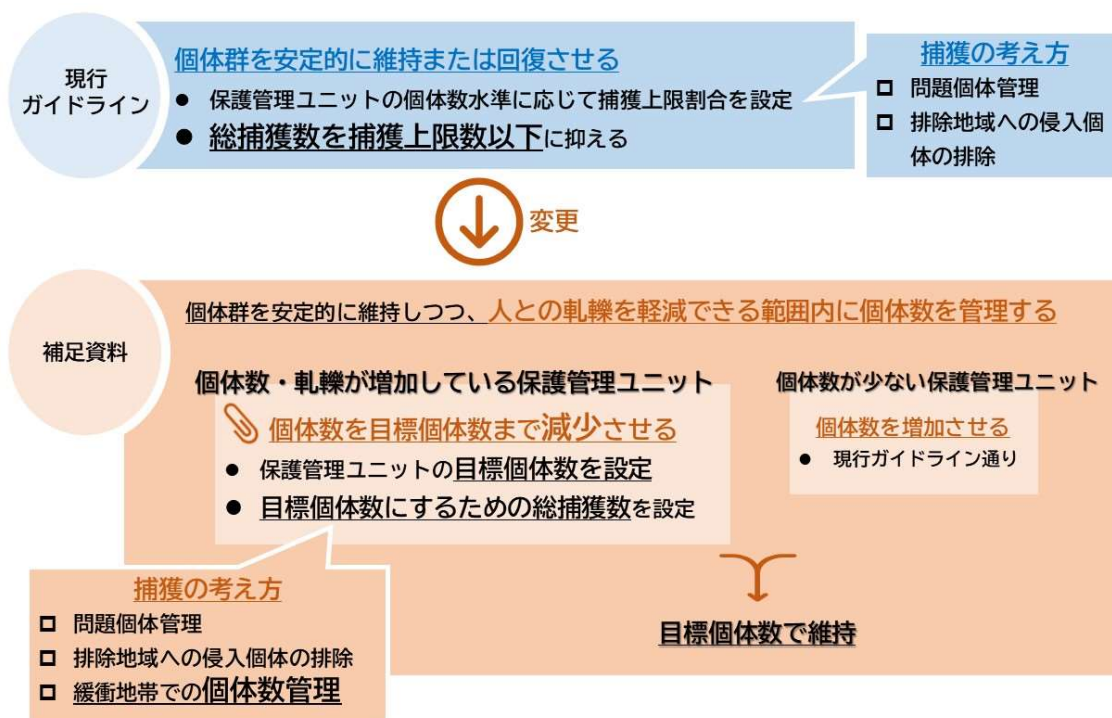 現行
ガイドライン
個体群を安定的に維持または回復させる
● 保護管理ユニットの個体数水準に応じて捕獲上限割合を設定
● 総捕獲数を捕獲上限数以下に抑える
捕獲の考え方
□ 問題個体管理
□ 排除地域への侵入個
体の排除
変更
補足資料
個体群を安定的に維持しつつ、人との軋轢を軽減できる範囲内に個体数を管理する
個体数・軋轢が増加している保護管理ユニット
個体数を目標個体数まで減少させる
● 保護管理ユニットの目標個体数を設定
● 目標個体数にするための総捕獲数を設定
個体数が少ない保護管理ユニット
個体数を増加させる
● 現行ガイドライン通り
捕獲の考え方
□ 問題個体管理
□ 排除地域への侵入個体の排除
□ 緩衝地帯での個体数管理
目標個体数で維持